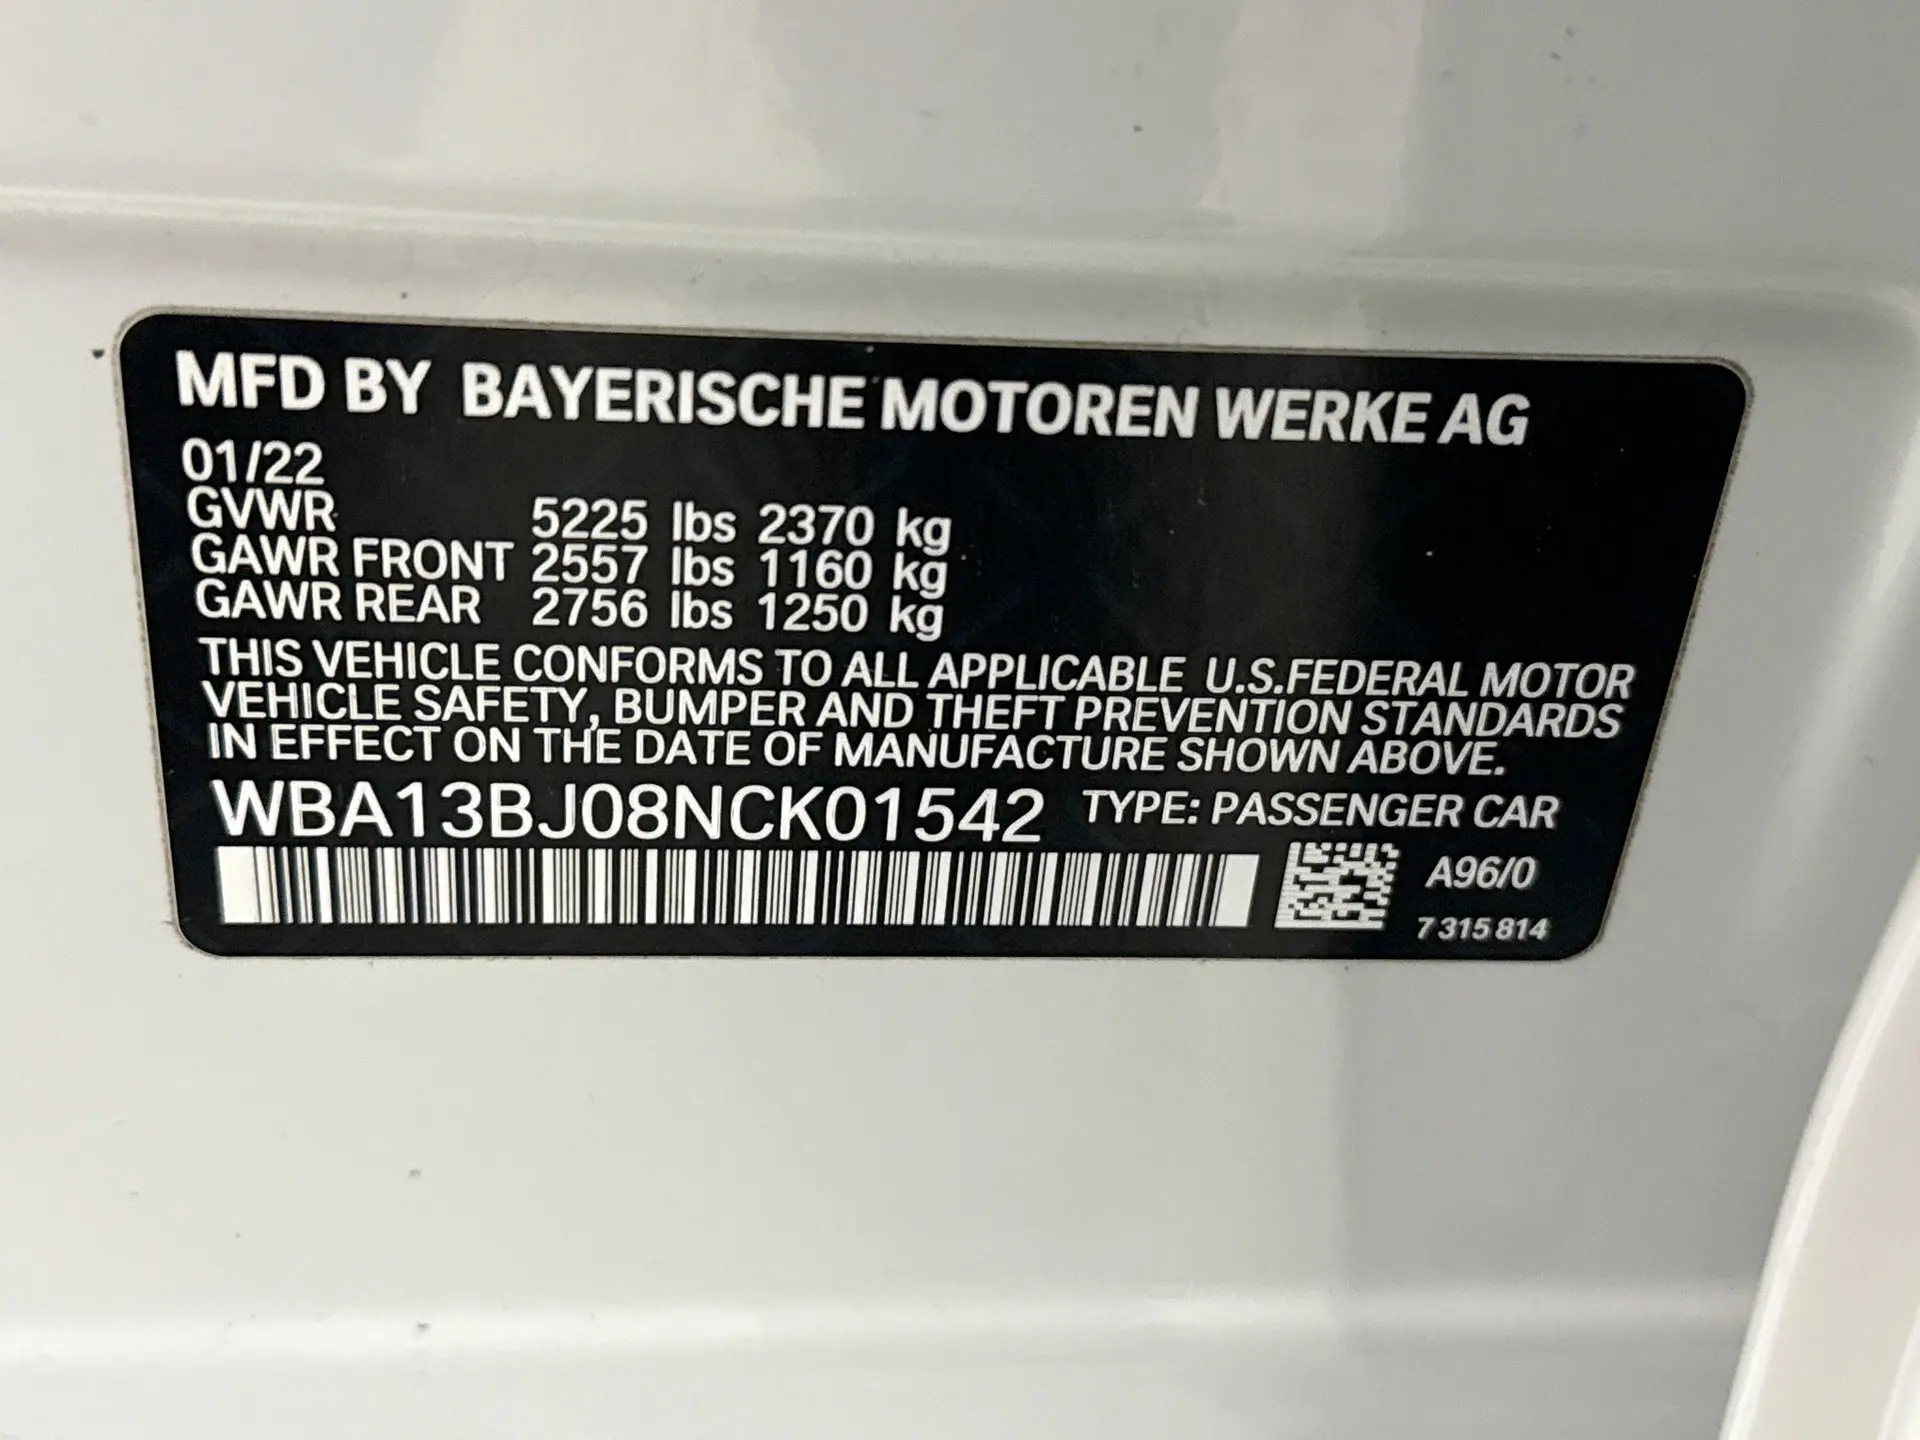 MFD BY BAYERISCHE MOTOREN WERKE AG
01/22
GVWR 5225 lbs 2370 kg
GAWR FRONT 2557 lbs 1160 kg
GAWR REAR 2756 lbs 1250 kg
THIS VEHICLE CONFORMS TO ALL APPLICABLE U.S.FEDERAL MOTOR
VEHICLE SAFETY, BUMPER AND THEFT PREVENTION STANDARDS
IN EFFECT ON THE DATE OF MANUFACTURE SHOWN ABOVE.
WBA13BJ08NCK01542 TYPE: PASSENGER CAR
A96/0
7 315 814